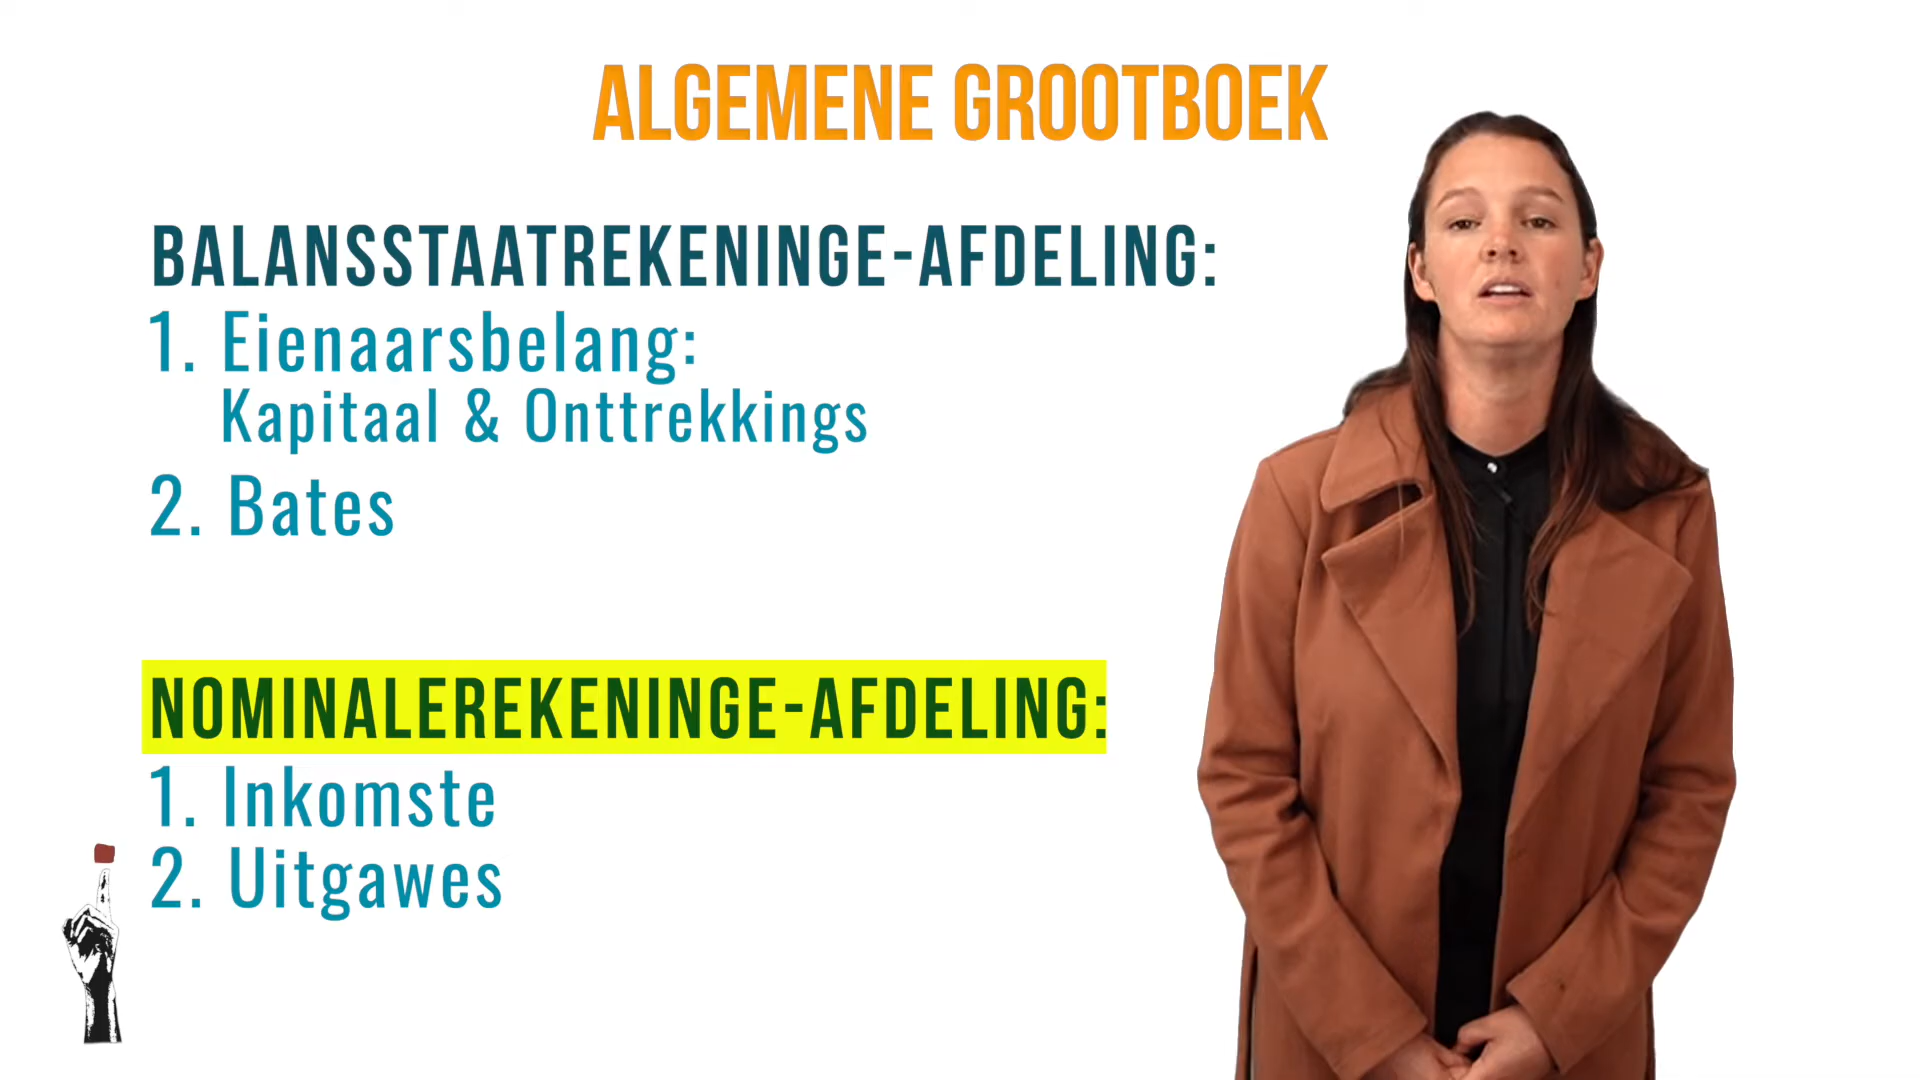 ALGEMENE GROOTBOEK
BALANSSTAATREKENINGE-AFDELING:
1. Eienaarsbelang:
Kapitaal & Onttrekkings
2. Bates
NOMINALEREKENINGE-AFDELING:
1. Inkomste
2. Uitgawes